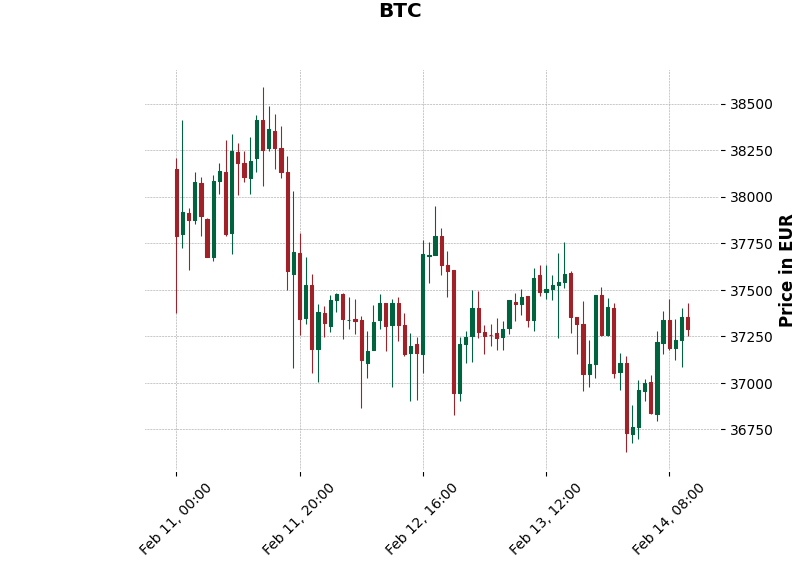 BTC
38500
38250
38000
37750
37500
37250
37000
36750
Price in EUR
Feb 11, 00:00
Feb 11, 20:00
Feb 12, 16:00
Feb 13, 12:00
Feb 14, 08:00